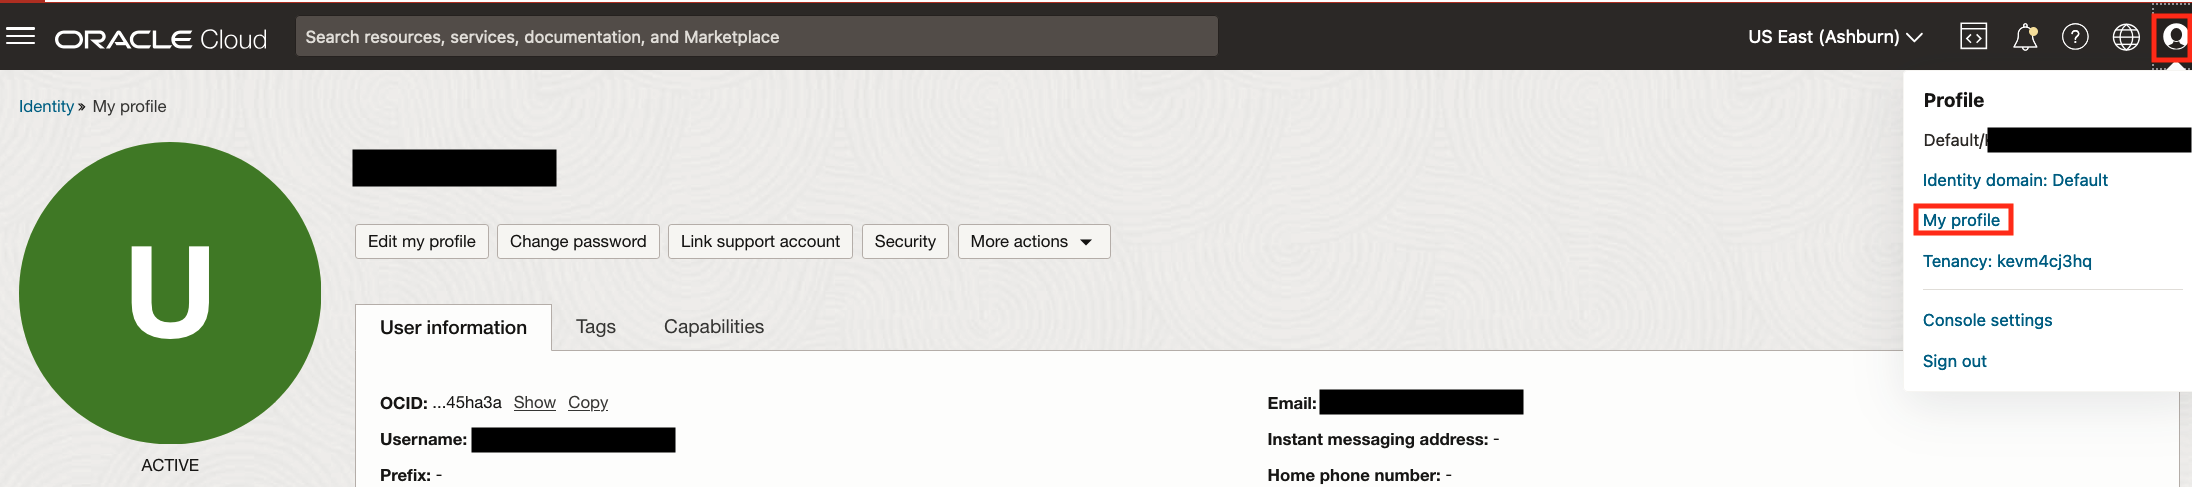 ORACLE Cloud
Search resources, services, documentation, and Marketplace
US East (Ashburn)
Identity » My profile
U
ACTIVE
Edit my profile
Change password
Link support account
Security
More actions
User information
Tags
Capabilities
OCID: ...45ha3a Show Copy
Username:
Prefix: -
Email:
Instant messaging address: -
Home phone number: -
Profile
Default/
Identity domain: Default
My profile
Tenancy: kevm4cj3hq
Console settings
Sign out